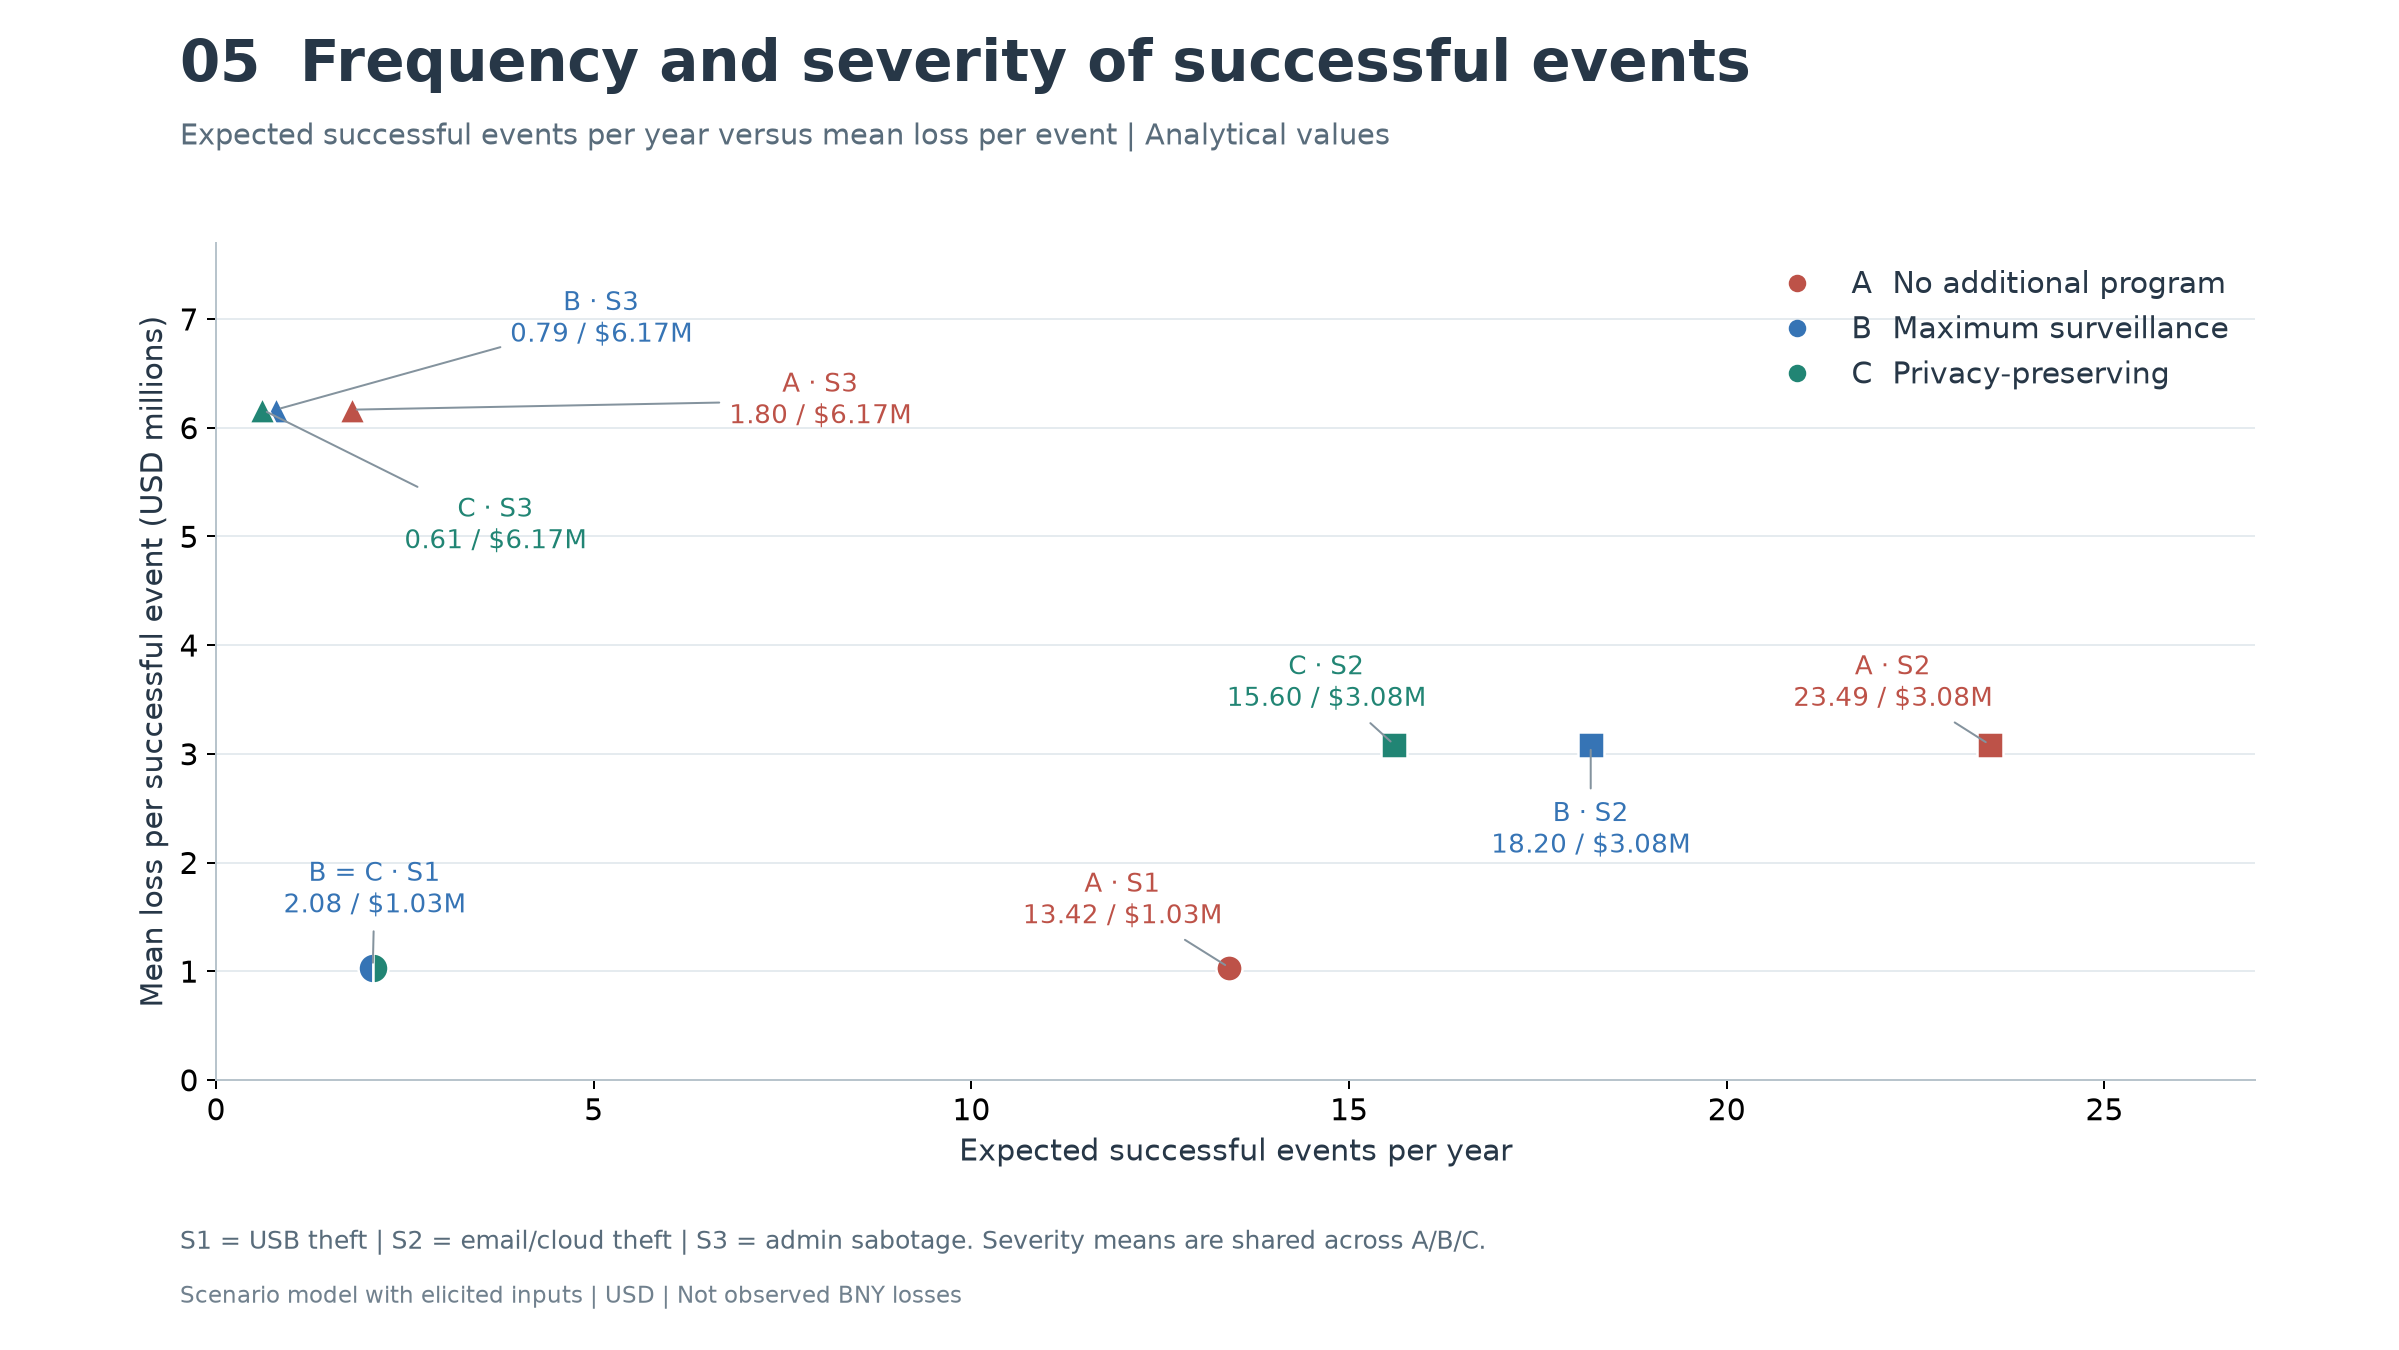 05  Frequency and severity of successful events
Expected successful events per year versus mean loss per event | Analytical values
A  No additional program
B  Maximum surveillance
C  Privacy-preserving
Mean loss per successful event (USD millions)
7
6
5
4
3
2
1
0
B · S3
0.79 / $6.17M
A · S3
1.80 / $6.17M
C · S3
0.61 / $6.17M
C · S2
15.60 / $3.08M
A · S2
23.49 / $3.08M
B · S2
18.20 / $3.08M
B = C · S1
2.08 / $1.03M
A · S1
13.42 / $1.03M
0 5 10 15 20 25
Expected successful events per year
S1 = USB theft | S2 = email/cloud theft | S3 = admin sabotage. Severity means are shared across A/B/C.
Scenario model with elicited inputs | USD | Not observed BNY losses